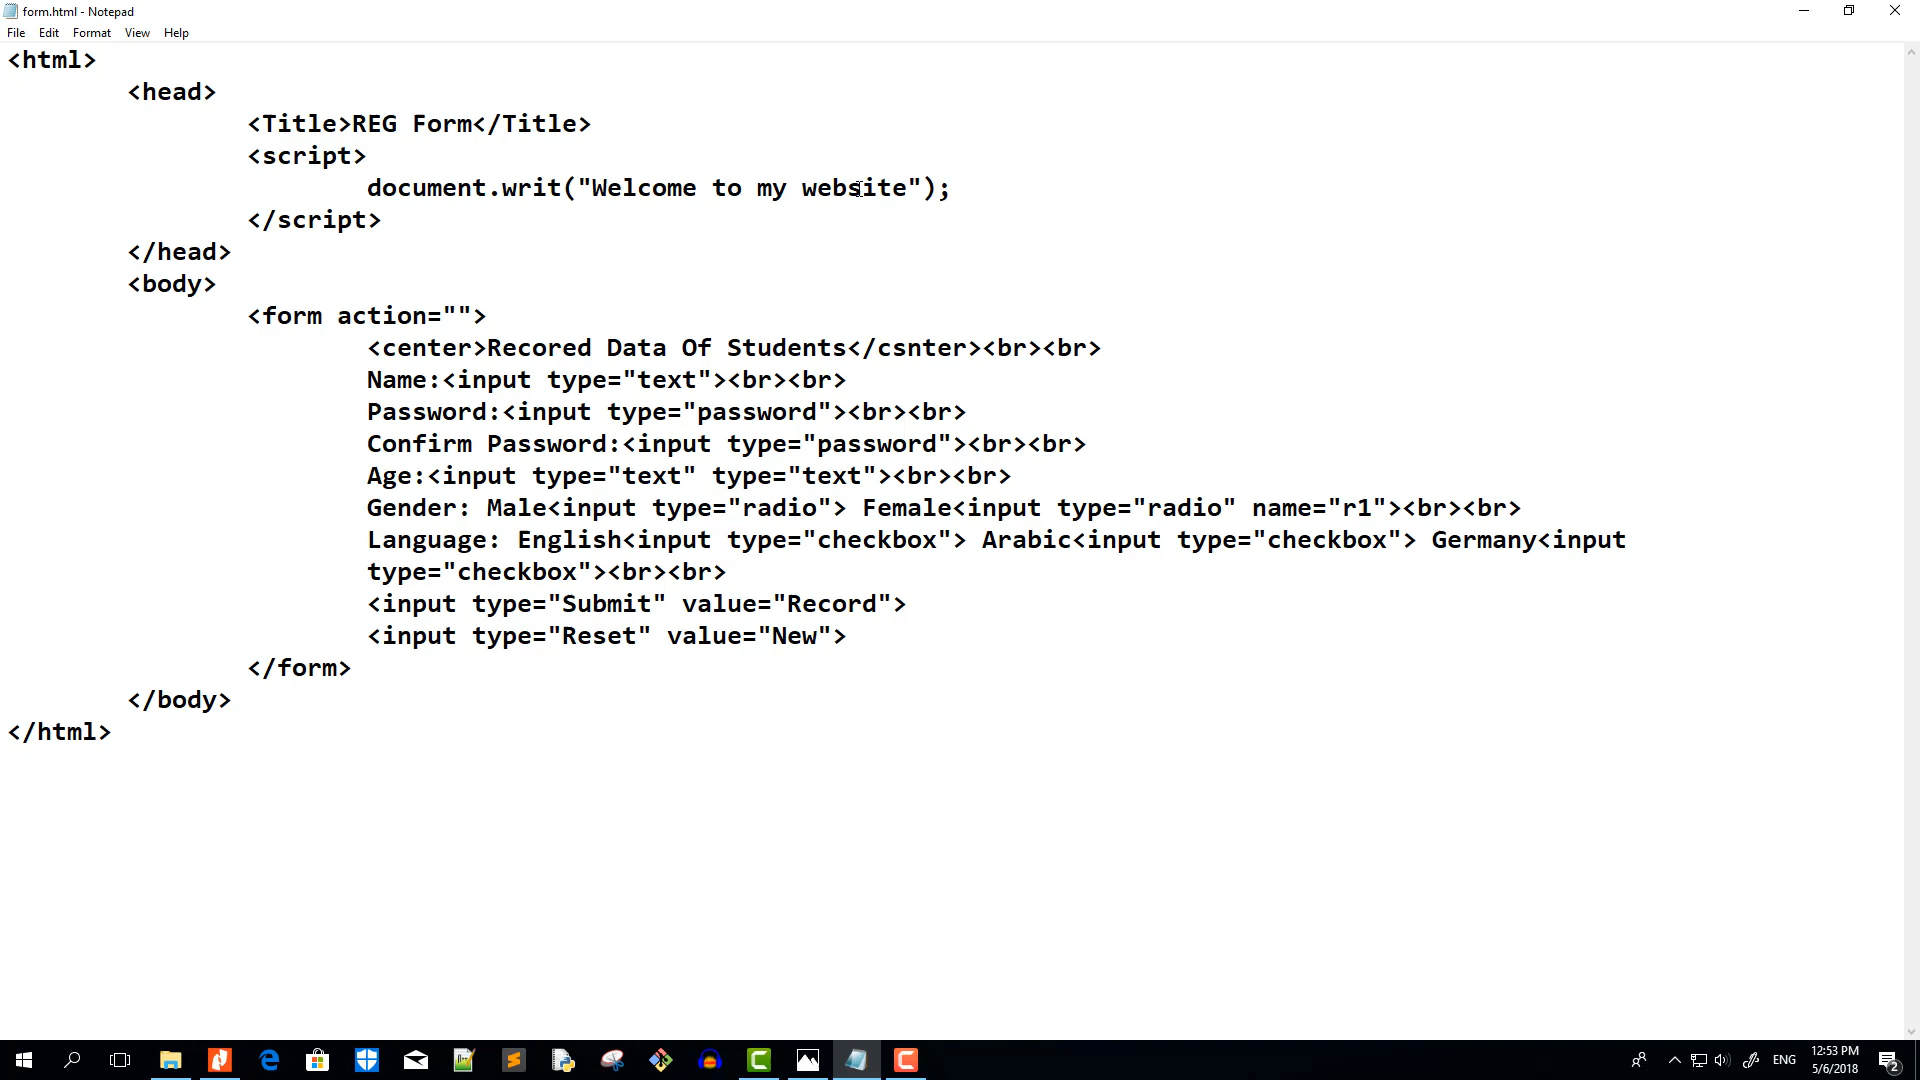 form.html - Notepad
File Edit Format View Help
<html>
<head>
<Title>REG Form</Title>
<script>
document.writ("Welcome to my website");
</script>
</head>
<body>
<form action="">
<center>Recored Data Of Students</csnter><br><br>
Name:<input type="text"><br><br>
Password:<input type="password"><br><br>
Confirm Password:<input type="password"><br><br>
Age:<input type="text" type="text"><br><br>
Gender: Male<input type="radio"> Female<input type="radio" name="r1"><br><br>
Language: English<input type="checkbox"> Arabic<input type="checkbox"> Germany<input
type="checkbox"><br><br>
<input type="Submit" value="Record">
<input type="Reset" value="New">
</form>
</body>
</html>
ENG
12:53 PM
5/6/2018
2